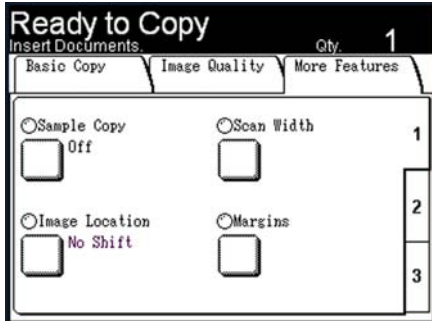 Ready to Copy
Insert Documents.
Qty. 1
Basic Copy
Image Quality
More Features
Sample Copy
Off
Scan Width
1
Image Location
No Shift
Margins
2
3